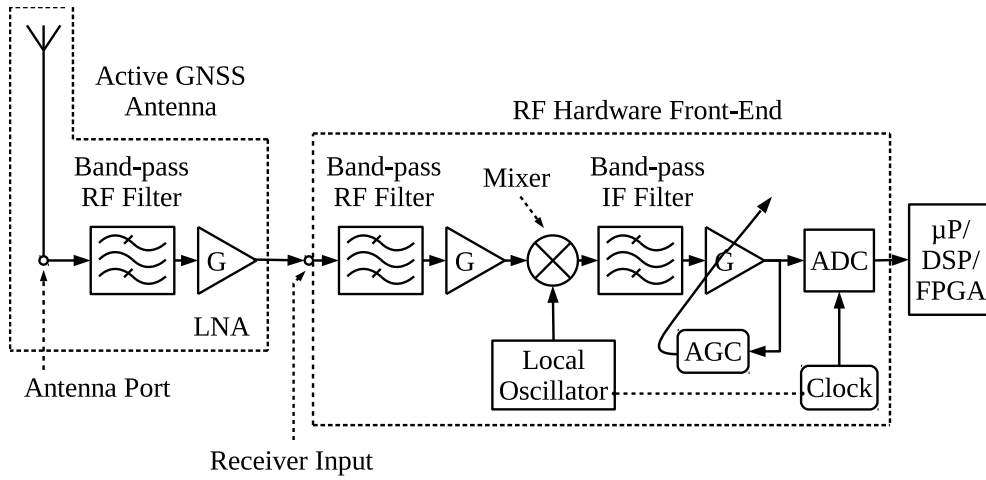 Active GNSS
Antenna
RF Hardware Front-End
Band-pass
RF Filter
Band-pass
RF Filter
Mixer
Band-pass
IF Filter
G
G
G
ADC
µP/
DSP/
FPGA
LNA
AGC
Local
Oscillator
Clock
Antenna Port
Receiver Input